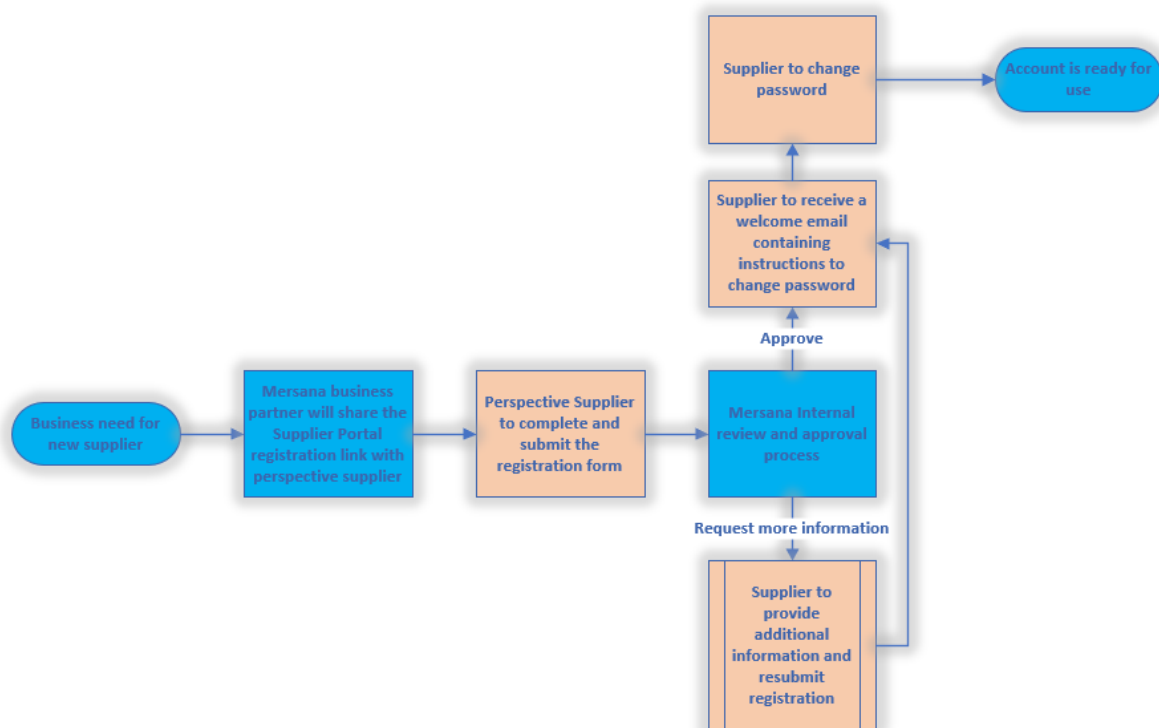 Supplier to change
password
Account is ready for
use
Supplier to receive a
welcome email
containing
instructions to
change password
Approve
Business need for
new supplier
Mersana business
partner will share the
Supplier Portal
registration link with
perspective supplier
Perspective Supplier
to complete and
submit the
registration form
Mersana Internal
review and approval
process
Request more information
Supplier to
provide
additional
information and
resubmit
registration